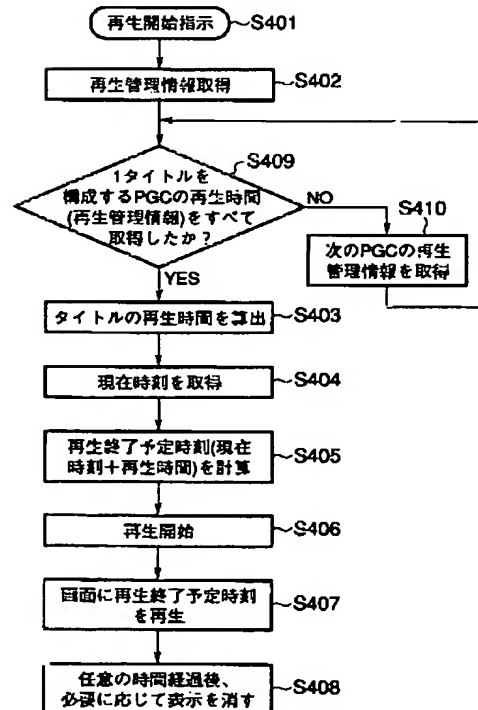 再生開始指示
S401
再生管理情報取得
S402
1タイトルを
構成するPGCの再生時間
(再生管理情報)をすべて
取得したか?
S409
NO
S410
次のPGCの再生
管理情報を取得
YES
タイトルの再生時間を算出
S403
現在時刻を取得
S404
再生終了予定時刻(現在
時刻+再生時間)を計算
S405
再生開始
S406
画面に再生終了予定時刻
を再生
S407
任意の時間経過後、
必要に応じて表示を消す
S408